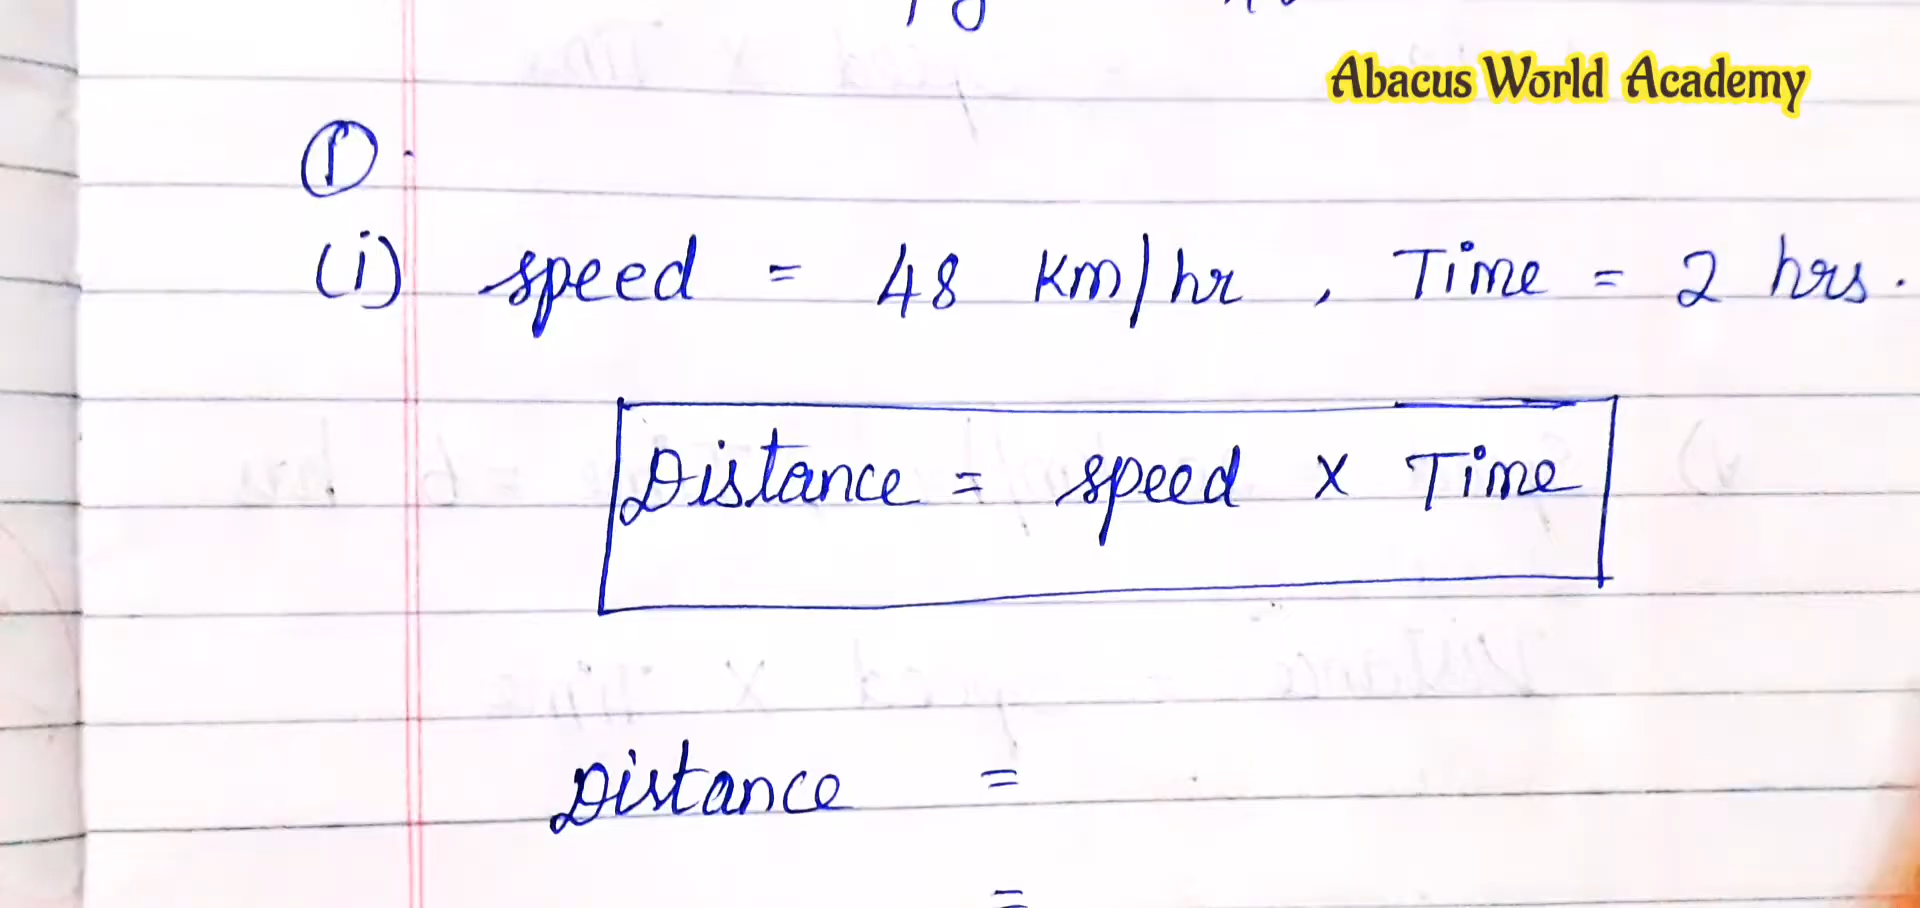 Abacus World Academy
①.
(i) speed = 48 Km/hr, Time = 2 hrs.
Distance = speed x Time
Distance =
=